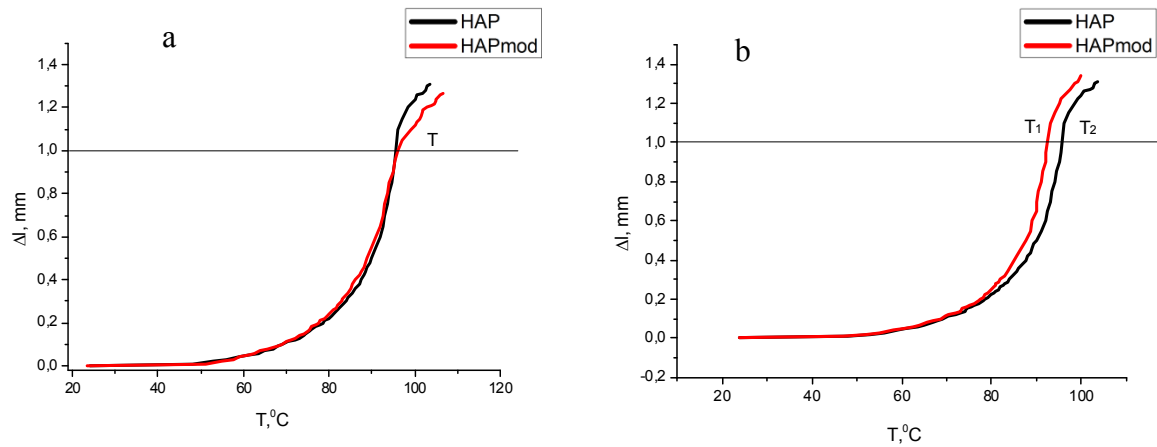 a
HAP
HAPmod
1,4
1,2
1,0
0,8
0,6
0,4
0,2
0,0
Δl, mm
T
20 40 60 80 100 120
T,⁰C
b
HAP
HAPmod
1,4
1,2
1,0
0,8
0,6
0,4
0,2
0,0
-0,2
Δl, mm
T₁ T₂
20 40 60 80 100
T,⁰C